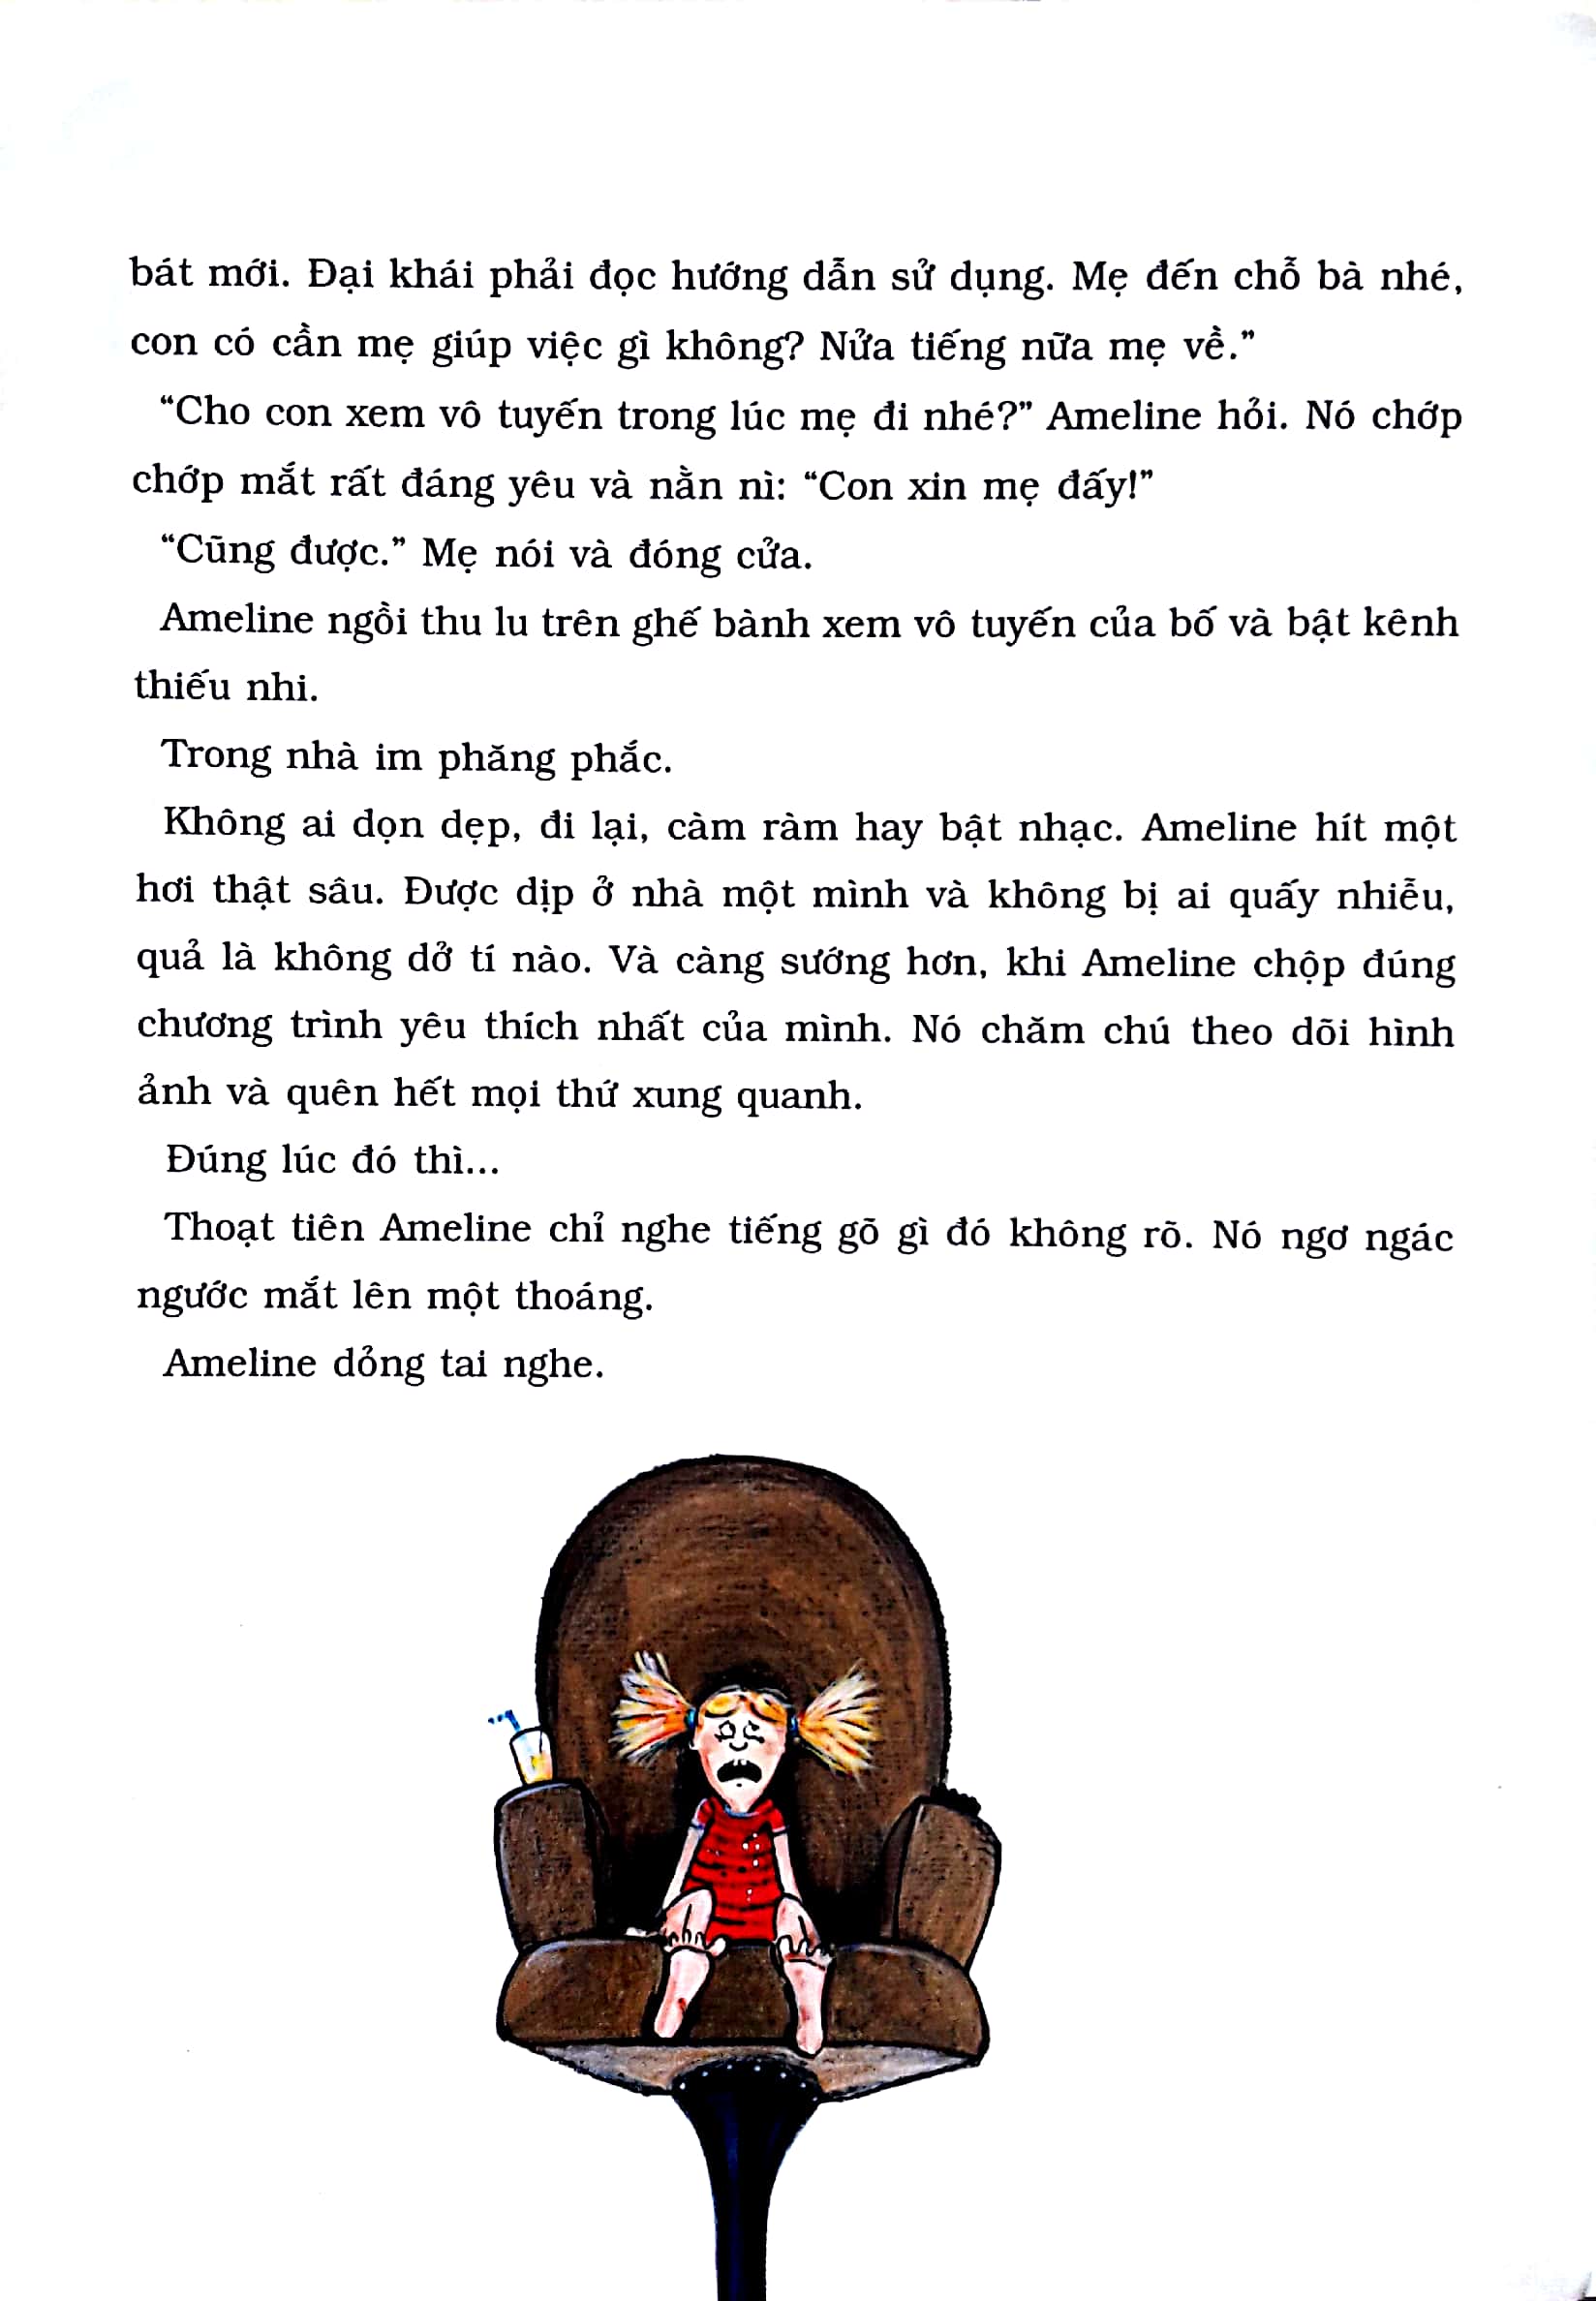 bát mới. Đại khái phải đọc hướng dẫn sử dụng. Mẹ đến chỗ bà nhé,
con có cần mẹ giúp việc gì không? Nửa tiếng nữa mẹ về.”
“Cho con xem vô tuyến trong lúc mẹ đi nhé?” Ameline hỏi. Nó chớp
chớp mắt rất đáng yêu và nằn nì: “Con xin mẹ đấy!”
“Cũng được.” Mẹ nói và đóng cửa.
Ameline ngồi thu lu trên ghế bành xem vô tuyến của bố và bật kênh
thiếu nhi.
Trong nhà im phăng phắc.
Không ai dọn dẹp, đi lại, càm ràm hay bật nhạc. Ameline hít một
hơi thật sâu. Được dịp ở nhà một mình và không bị ai quấy nhiễu,
quả là không dở tí nào. Và càng sướng hơn, khi Ameline chộp đúng
chương trình yêu thích nhất của mình. Nó chăm chú theo dõi hình
ảnh và quên hết mọi thứ xung quanh.
Đúng lúc đó thì...
Thoạt tiên Ameline chỉ nghe tiếng gõ gì đó không rõ. Nó ngơ ngác
ngước mắt lên một thoáng.
Ameline dỏng tai nghe.